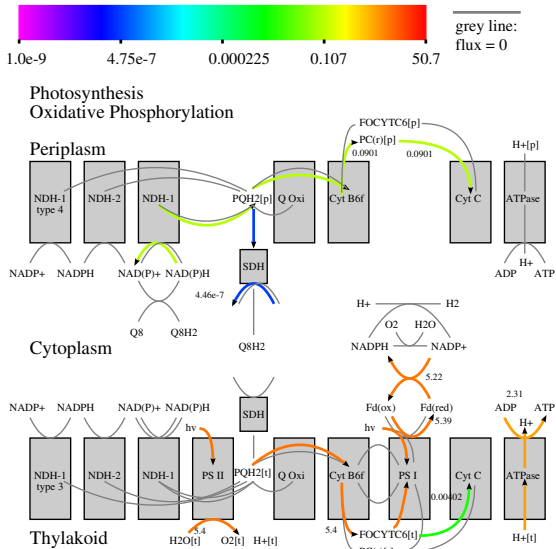 1.0e-9 4.75e-7 0.000225 0.107 50.7
grey line:
flux = 0
Photosynthesis
Oxidative Phosphorylation
Periplasm
FOCYTC6[p]
PC(r)[p]
0.0901 0.0901
H+[p]
NDH-1
type 4
NDH-2
NDH-1
PQH2[p]
Q Oxi
Cyt B6f
Cyt C
ATPase
NADP+ NADPH NAD(P)+ NAD(P)H
SDH
H+
ADP ATP
4.46e-7
Q8 Q8H2
Q8H2
H+ H2
O2 H2O
NADPH NADP+
Cytoplasm
5.22
NADP+ NADPH NAD(P)+ NAD(P)H
SDH
Fd(ox) Fd(red)
5.39
2.31
ADP ATP
H+
hv
hv
NDH-1
type 3
NDH-2
NDH-1
PS II
PQH2[t]
Q Oxi
Cyt B6f
PS I
Cyt C
ATPase
0.00402
5.4 5.4
FOCYTC6[t]
H2O[t] O2[t] H+[t]
H+[t]
Thylakoid